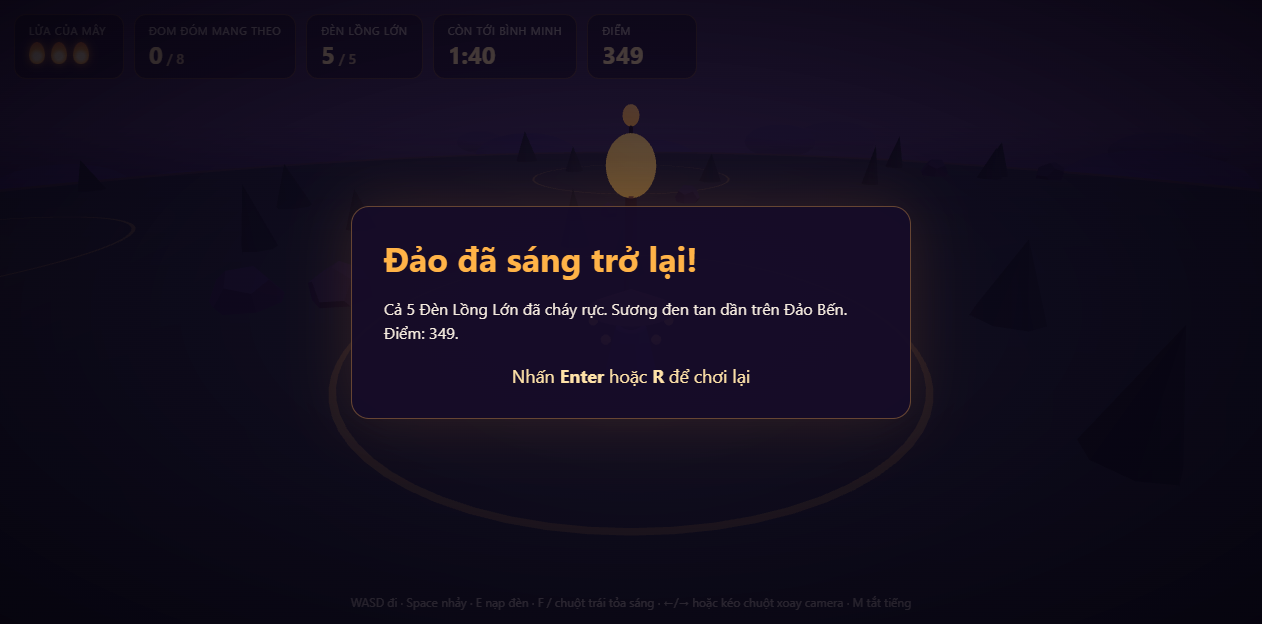 LỬA CỦA MÂY
ĐOM ĐÓM MANG THEO
0 / 8
ĐÈN LỒNG LỚN
5 / 5
CÒN TỚI BÌNH MINH
1:40
ĐIỂM
349
Đảo đã sáng trở lại!
Cả 5 Đèn Lồng Lớn đã cháy rực. Sương đen tan dần trên Đảo Bến.
Điểm: 349.
Nhấn Enter hoặc R để chơi lại
WASD đi · Space nhảy · E nạp đèn · F / chuột trái tỏa sáng · ←/→ hoặc kéo chuột xoay camera · M tắt tiếng